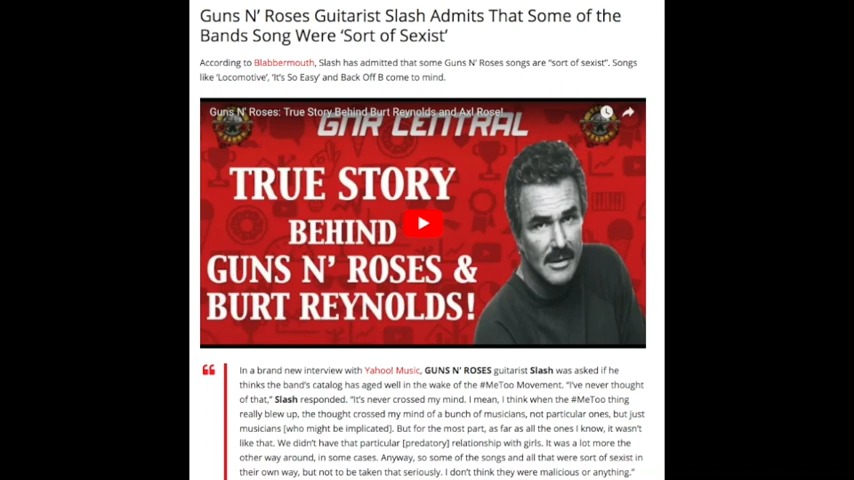 Guns N’ Roses Guitarist Slash Admits That Some of the
Bands Song Were ‘Sort of Sexist’
According to Blabbermouth, Slash has admitted that some Guns N’ Roses songs are “sort of sexist”. Songs
like ‘Locomotive’, ‘It’s So Easy’ and Back Off B come to mind.
Guns N' Roses: True Story Behind Burt Reynolds and Axl Rose!
GNR CENTRAL
TRUE STORY
BEHIND
GUNS N’ ROSES &
BURT REYNOLDS!
In a brand new interview with Yahoo! Music, GUNS N’ ROSES guitarist Slash was asked if he
thinks the band’s catalog has aged well in the wake of the #MeToo Movement. “I’ve never thought
of that,” Slash responded. “It’s never crossed my mind. I mean, I think when the #MeToo thing
really blew up, the thought crossed my mind of a bunch of musicians, not particular ones, but just
musicians [who might be implicated]. But for the most part, as far as all the ones I know, it wasn’t
like that. We didn’t have that particular [predatory] relationship with girls. It was a lot more the
other way around, in some cases. Anyway, so some of the songs and all that were sort of sexist in
their own way, but not to be taken that seriously. I don’t think they were malicious or anything.”